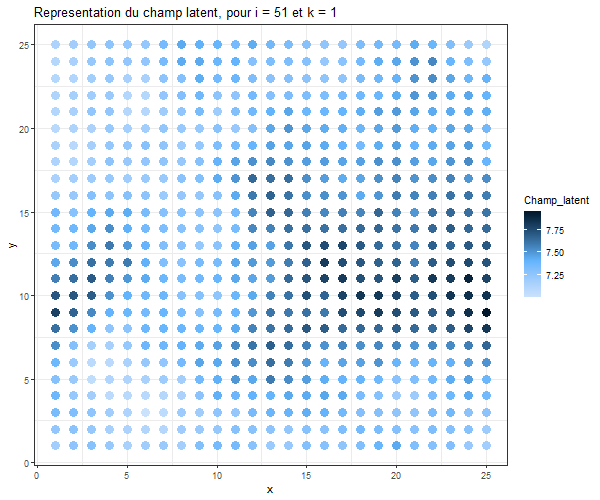 Representation du champ latent, pour i = 51 et k = 1
25
20
15
10
5
0
y
0 5 10 15 20 25
x
Champ_latent
7.75
7.50
7.25